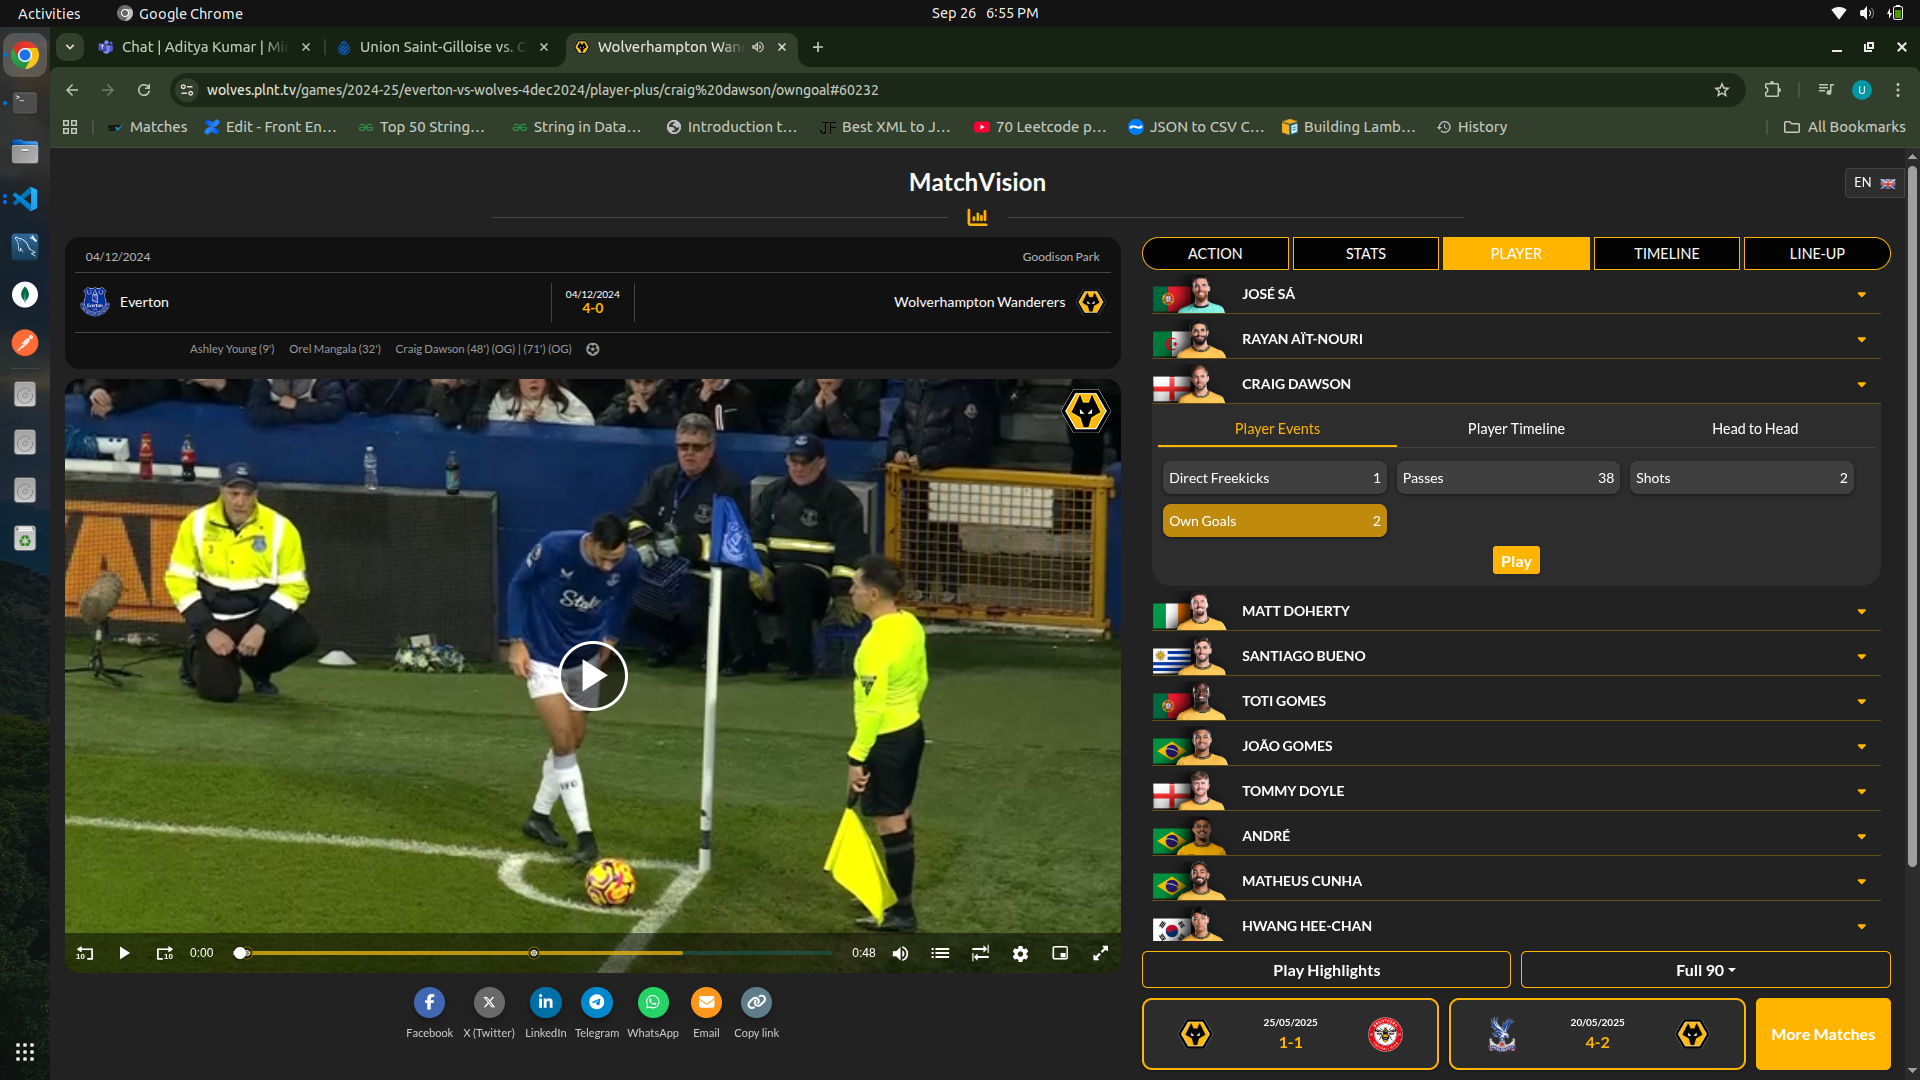 Activities
Google Chrome
Sep 26 6:55 PM
Chat | Aditya Kumar | Mic
Union Saint-Gilloise vs. C
Wolverhampton Wand
wolves.plnt.tv/games/2024-25/everton-vs-wolves-4dec2024/player-plus/craig%20dawson/owngoal#60232
U
Matches
Edit - Front En...
Top 50 String...
String in Data...
Introduction t...
JF Best XML to J...
70 Leetcode p...
JSON to CSV C...
Building Lamb...
History
All Bookmarks
MatchVision
EN
04/12/2024
Goodison Park
Everton
04/12/2024
4-0
Wolverhampton Wanderers
Ashley Young (9') Orel Mangala (32') Craig Dawson (48') (OG) | (71') (OG)
Stake
10
10
0:00
0:48
Facebook
X (Twitter)
LinkedIn
Telegram
WhatsApp
Email
Copy link
ACTION
STATS
PLAYER
TIMELINE
LINE-UP
JOSÉ SÁ
RAYAN AÏT-NOURI
CRAIG DAWSON
Player Events
Player Timeline
Head to Head
Direct Freekicks 1
Passes 38
Shots 2
Own Goals 2
Play
MATT DOHERTY
SANTIAGO BUENO
TOTI GOMES
JOÃO GOMES
TOMMY DOYLE
ANDRÉ
MATHEUS CUNHA
HWANG HEE-CHAN
Play Highlights
Full 90
25/05/2025
1-1
20/05/2025
4-2
More Matches